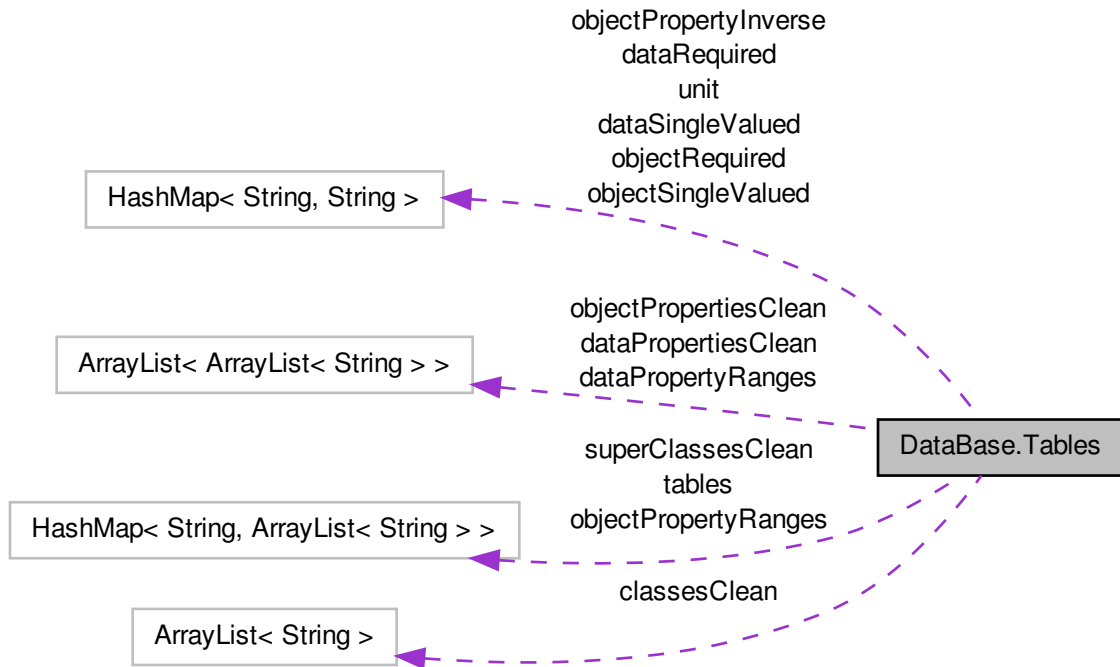 objectPropertyInverse
dataRequired
unit
dataSingleValued
objectRequired
objectSingleValued
HashMap< String, String >
objectPropertiesClean
dataPropertiesClean
dataPropertyRanges
ArrayList< ArrayList< String > >
DataBase.Tables
superClassesClean
tables
objectPropertyRanges
HashMap< String, ArrayList< String > >
classesClean
ArrayList< String >